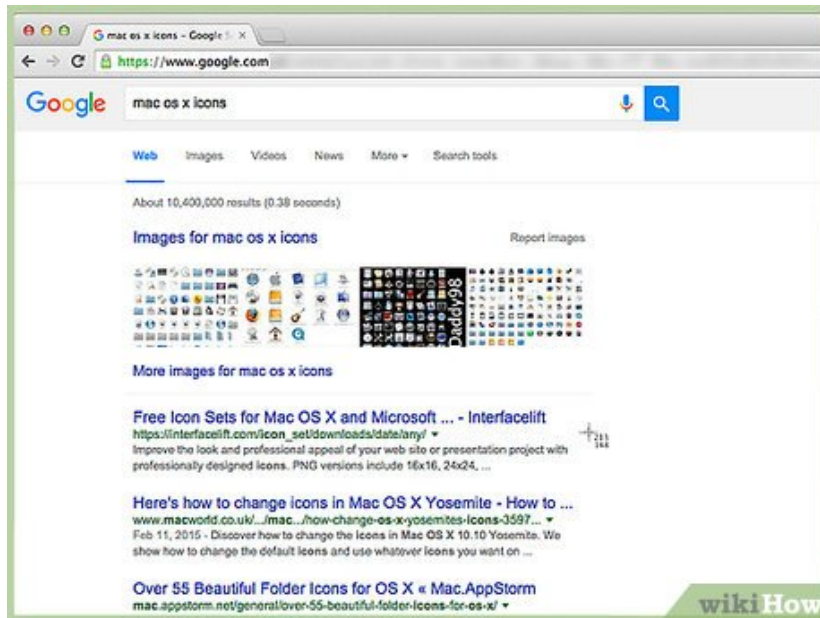 mac os x icons - Google S
https://www.google.com
Google
mac os x icons
Web Images Videos News More Search tools
About 10,400,000 results (0.38 seconds)
Images for mac os x icons Report images
Daddy98
More images for mac os x icons
Free Icon Sets for Mac OS X and Microsoft ... - Interfacelift
https://interfacelift.com/icon_set/downloads/date/any/
Improve the look and professional appeal of your web site or presentation project with
professionally designed icons. PNG versions include 16x16, 24x24, ...
Here's how to change icons in Mac OS X Yosemite - How to ...
www.macworld.co.uk/.../mac.../how-change-os-x-yosemites-icons-3597...
Feb 11, 2015 - Discover how to change the icons in Mac OS X 10.10 Yosemite. We
show how to change the default icons and use whatever icons you want on ...
Over 55 Beautiful Folder Icons for OS X « Mac.AppStorm
mac.appstorm.net/general/over-55-beautiful-folder-icons-for-os-x/
wikiHow